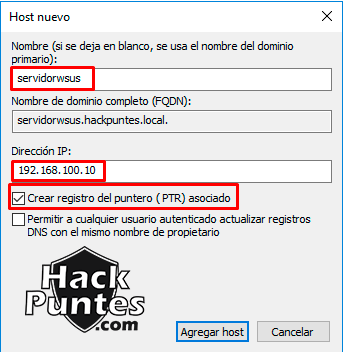 Host nuevo
Nombre (si se deja en blanco, se usa el nombre del dominio
primario):
servidorwsus
Nombre de dominio completo (FQDN):
servidorwsus.hackpuntes.local.
Dirección IP:
192.168.100.10
Crear registro del puntero (PTR) asociado
Permitir a cualquier usuario autenticado actualizar registros
DNS con el mismo nombre de propietario
Hack
Puntes
.com
Agregar host
Cancelar